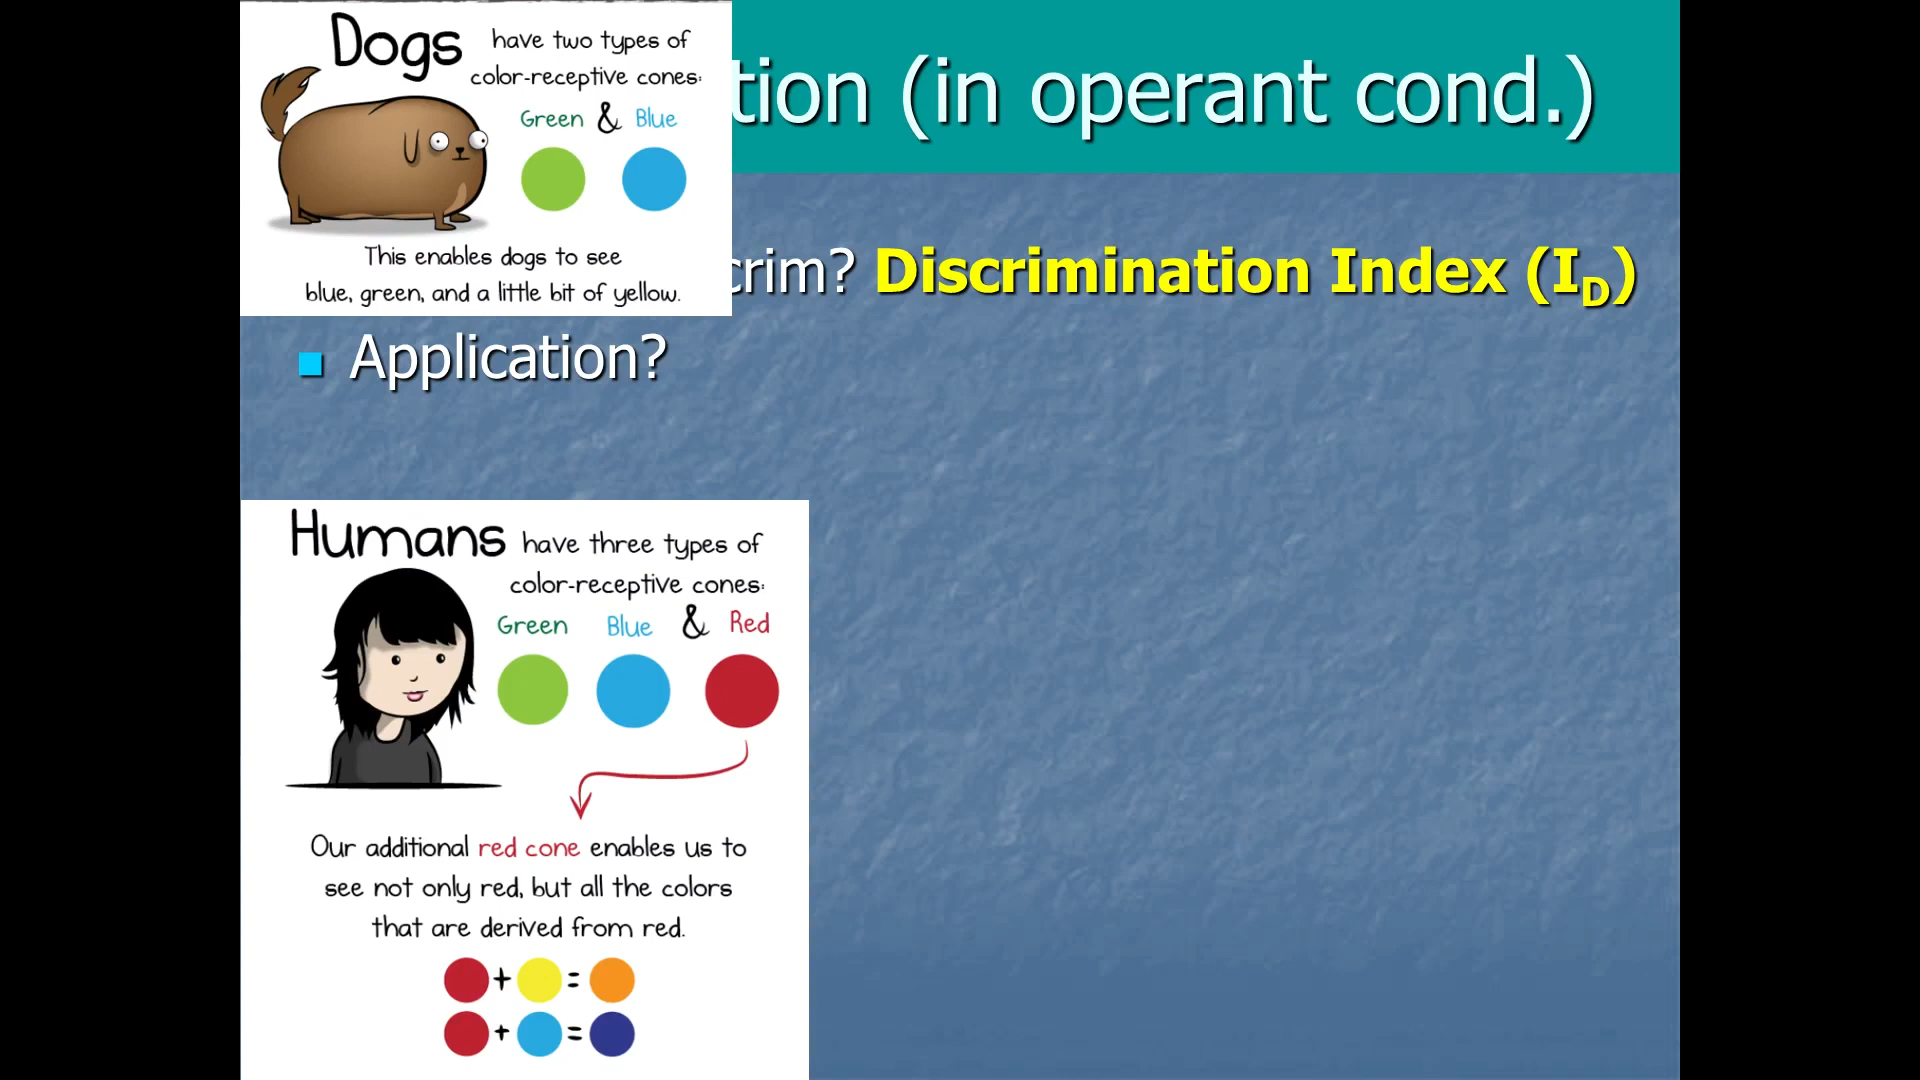 Dogs have two types of
color-receptive cones:
Green & Blue
This enables dogs to see
blue, green, and a little bit of yellow.
tion (in operant cond.)
crim? Discrimination Index (I_D)
Application?
Humans have three types of
color-receptive cones:
Green Blue & Red
Our additional red cone enables us to
see not only red, but all the colors
that are derived from red.
+ =
+ =